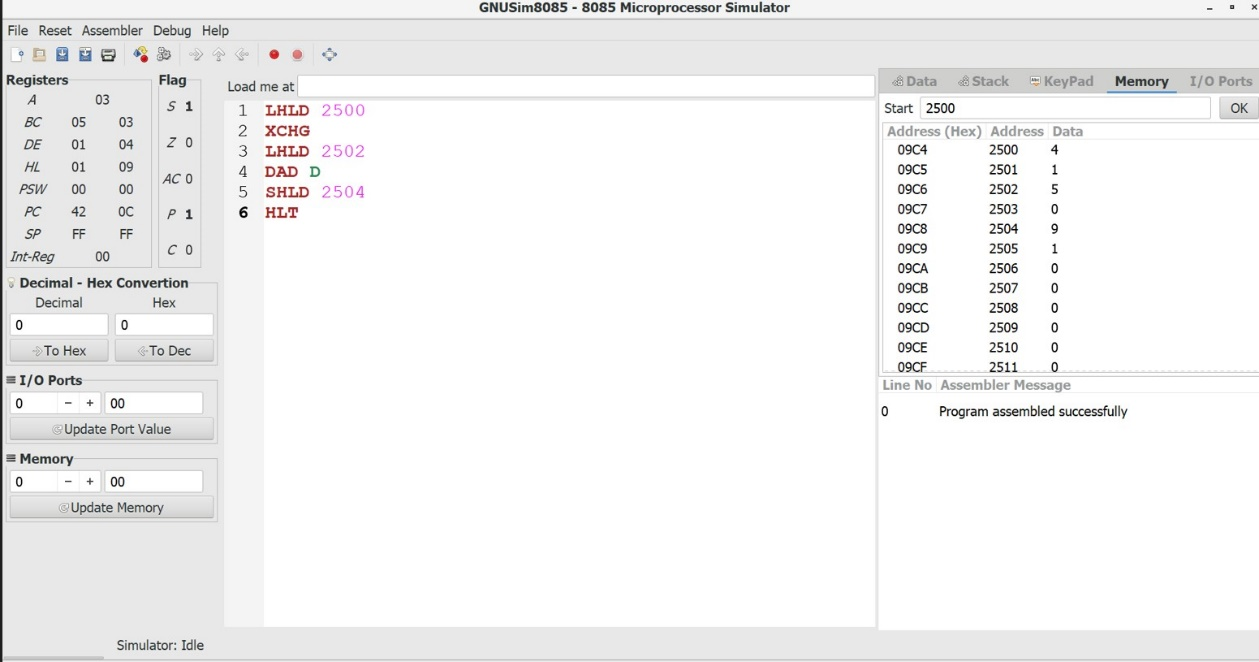 GNUSim8085 - 8085 Microprocessor Simulator
File Reset Assembler Debug Help
Registers
A 03
BC 05 03
DE 01 04
HL 01 09
PSW 00 00
PC 42 0C
SP FF FF
Int-Reg 00
Flag
S 1
Z 0
AC 0
P 1
C 0
Decimal - Hex Convertion
Decimal Hex
0 0
To Hex To Dec
I/O Ports
0 - + 00
Update Port Value
Memory
0 - + 00
Update Memory
Simulator: Idle
Load me at
1 LHLD 2500
2 XCHG
3 LHLD 2502
4 DAD D
5 SHLD 2504
6 HLT
Data Stack KeyPad Memory I/O Ports
Start 2500 OK
Address (Hex) Address Data
09C4 2500 4
09C5 2501 1
09C6 2502 5
09C7 2503 0
09C8 2504 9
09C9 2505 1
09CA 2506 0
09CB 2507 0
09CC 2508 0
09CD 2509 0
09CE 2510 0
09CF 2511 0
Line No Assembler Message
0 Program assembled successfully